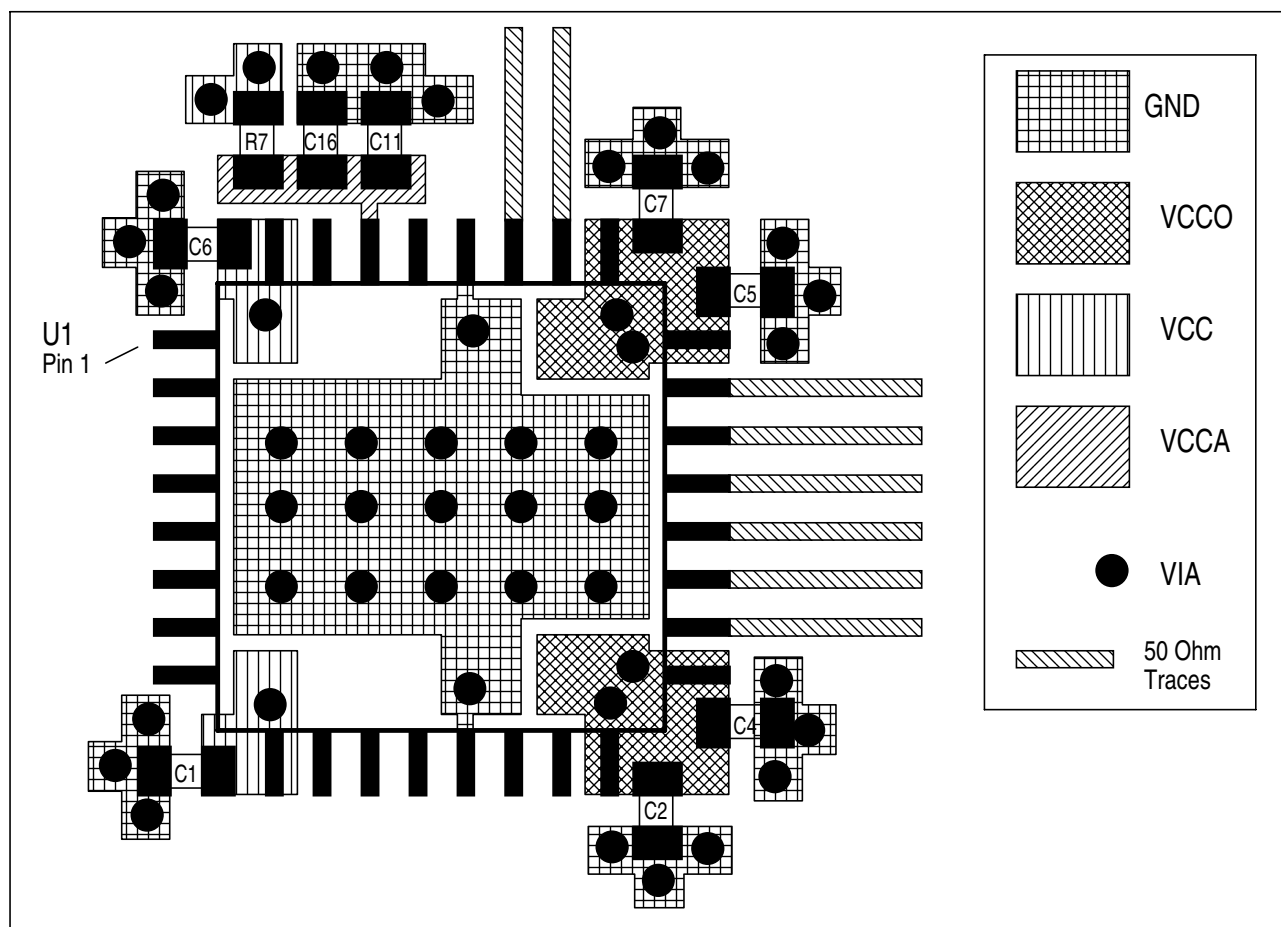 R7
C16
C11
C7
C6
C5
U1
Pin 1
C4
C1
C2
GND
VCCO
VCC
VCCA
VIA
50 Ohm
Traces